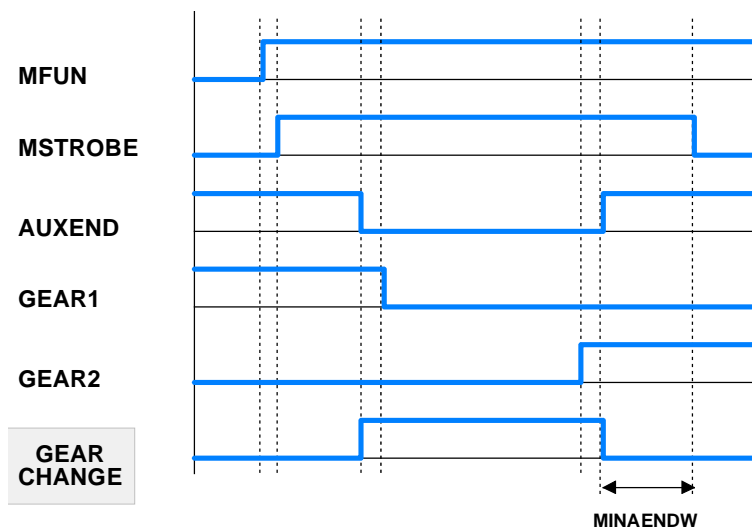 MFUN
MSTROBE
AUXEND
GEAR1
GEAR2
GEAR
CHANGE
MINAENDW